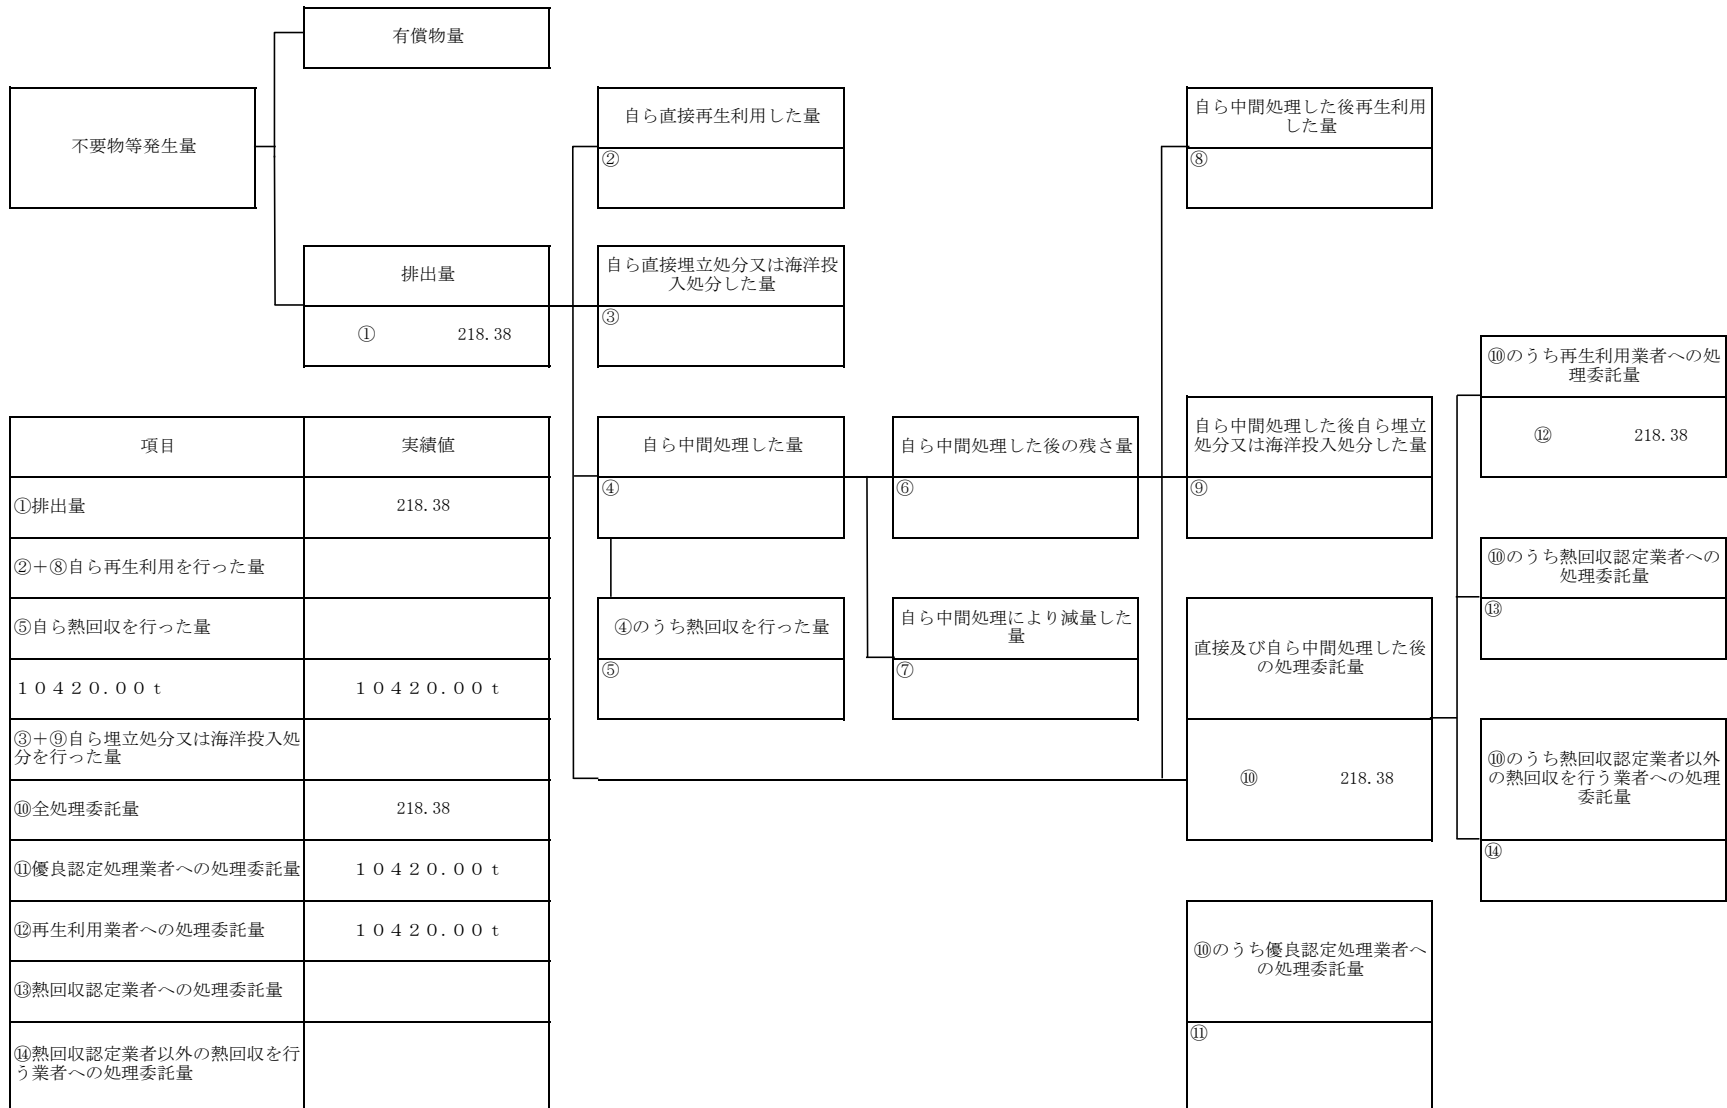 有償物量
不要物等発生量
自ら直接再生利用した量
②
自ら中間処理した後再生利用
した量
⑧
排出量
① 218.38
自ら直接埋立処分又は海洋投
入処分した量
③
⑩のうち再生利用業者への処
理委託量
⑫ 218.38
項目 実績値
①排出量 218.38
②+⑧自ら再生利用を行った量
⑤自ら熱回収を行った量
10420.00t 10420.00t
③+⑨自ら埋立処分又は海洋投入処
分を行った量
⑩全処理委託量 218.38
⑪優良認定処理業者への処理委託量 10420.00t
⑫再生利用業者への処理委託量 10420.00t
⑬熱回収認定業者への処理委託量
⑭熱回収認定業者以外の熱回収を行
う業者への処理委託量
自ら中間処理した量
④
自ら中間処理した後の残さ量
⑥
自ら中間処理した後自ら埋立
処分又は海洋投入処分した量
⑨
④のうち熱回収を行った量
⑤
自ら中間処理により減量した
量
⑦
直接及び自ら中間処理した後
の処理委託量
⑩ 218.38
⑩のうち熱回収認定業者への
処理委託量
⑬
⑩のうち熱回収認定業者以外
の熱回収を行う業者への処理
委託量
⑭
⑩のうち優良認定処理業者へ
の処理委託量
⑪